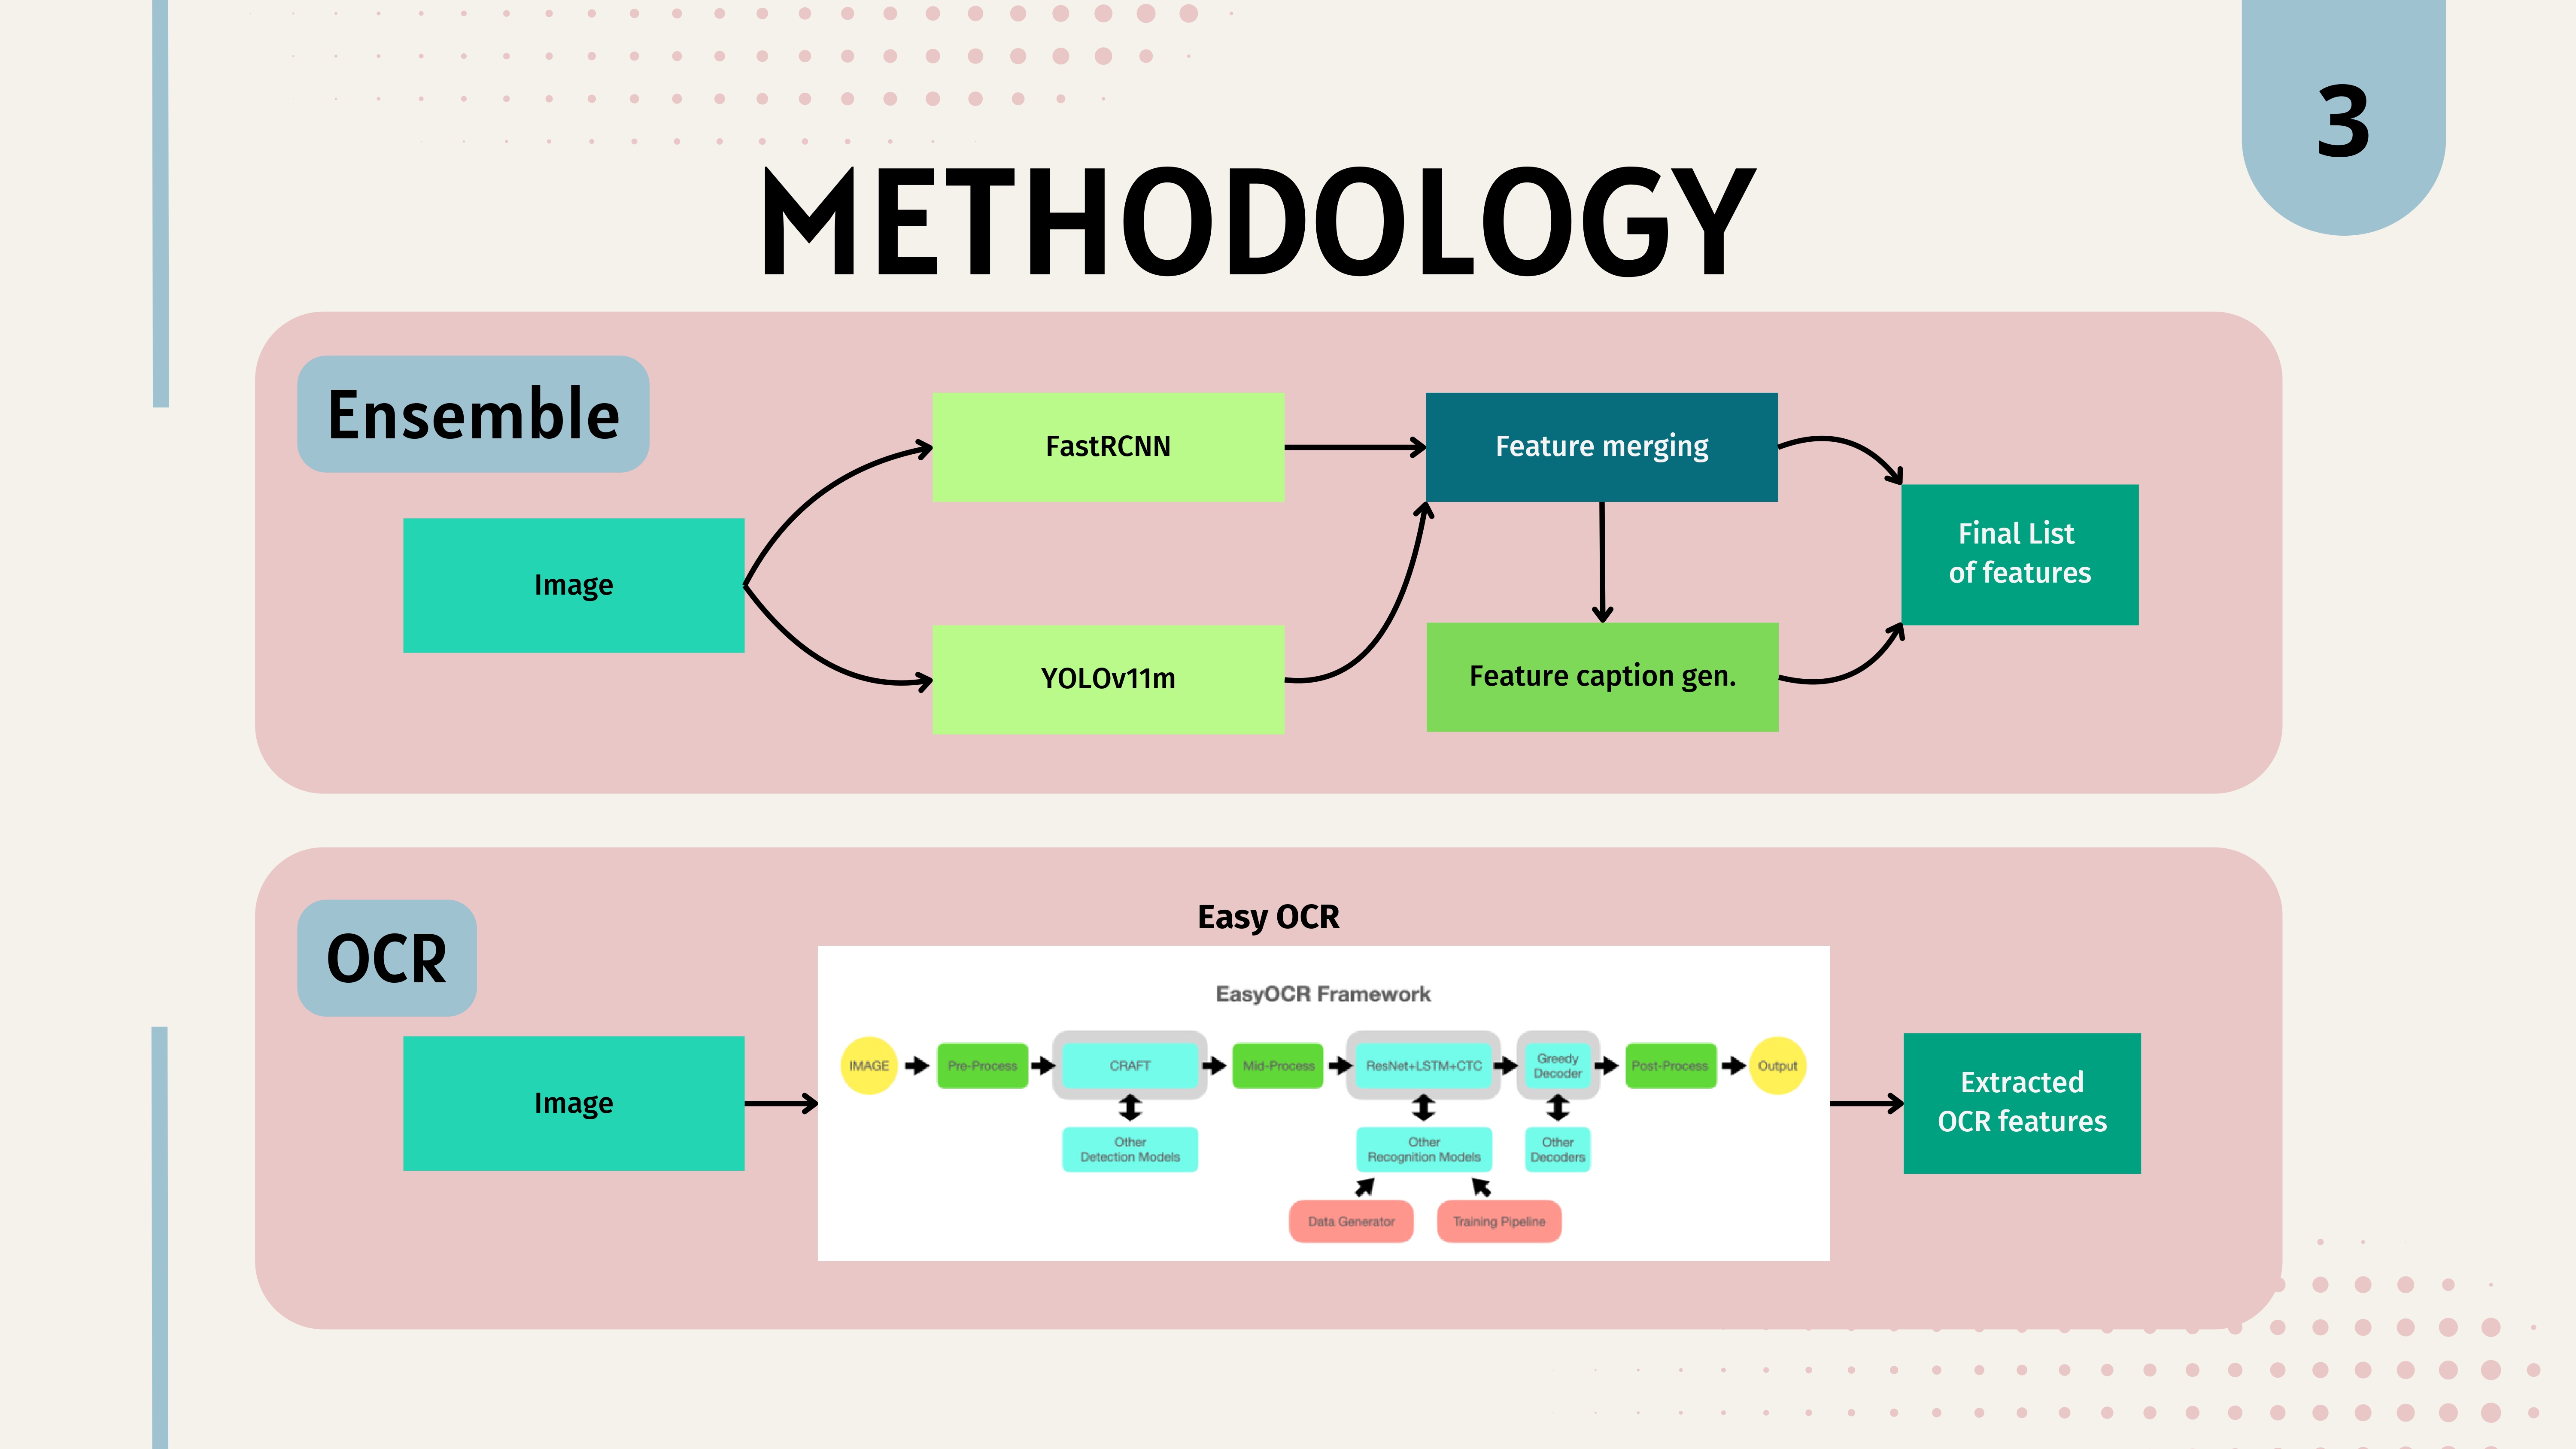 3
METHODOLOGY
Ensemble
Image
FastRCNN
YOLOv11m
Feature merging
Feature caption gen.
Final List
of features
OCR
Easy OCR
Image
EasyOCR Framework
IMAGE
Pre-Process
CRAFT
Mid-Process
ResNet+LSTM+CTC
Greedy
Decoder
Post-Process
Output
Other
Detection Models
Other
Recognition Models
Other
Decoders
Data Generator
Training Pipeline
Extracted
OCR features